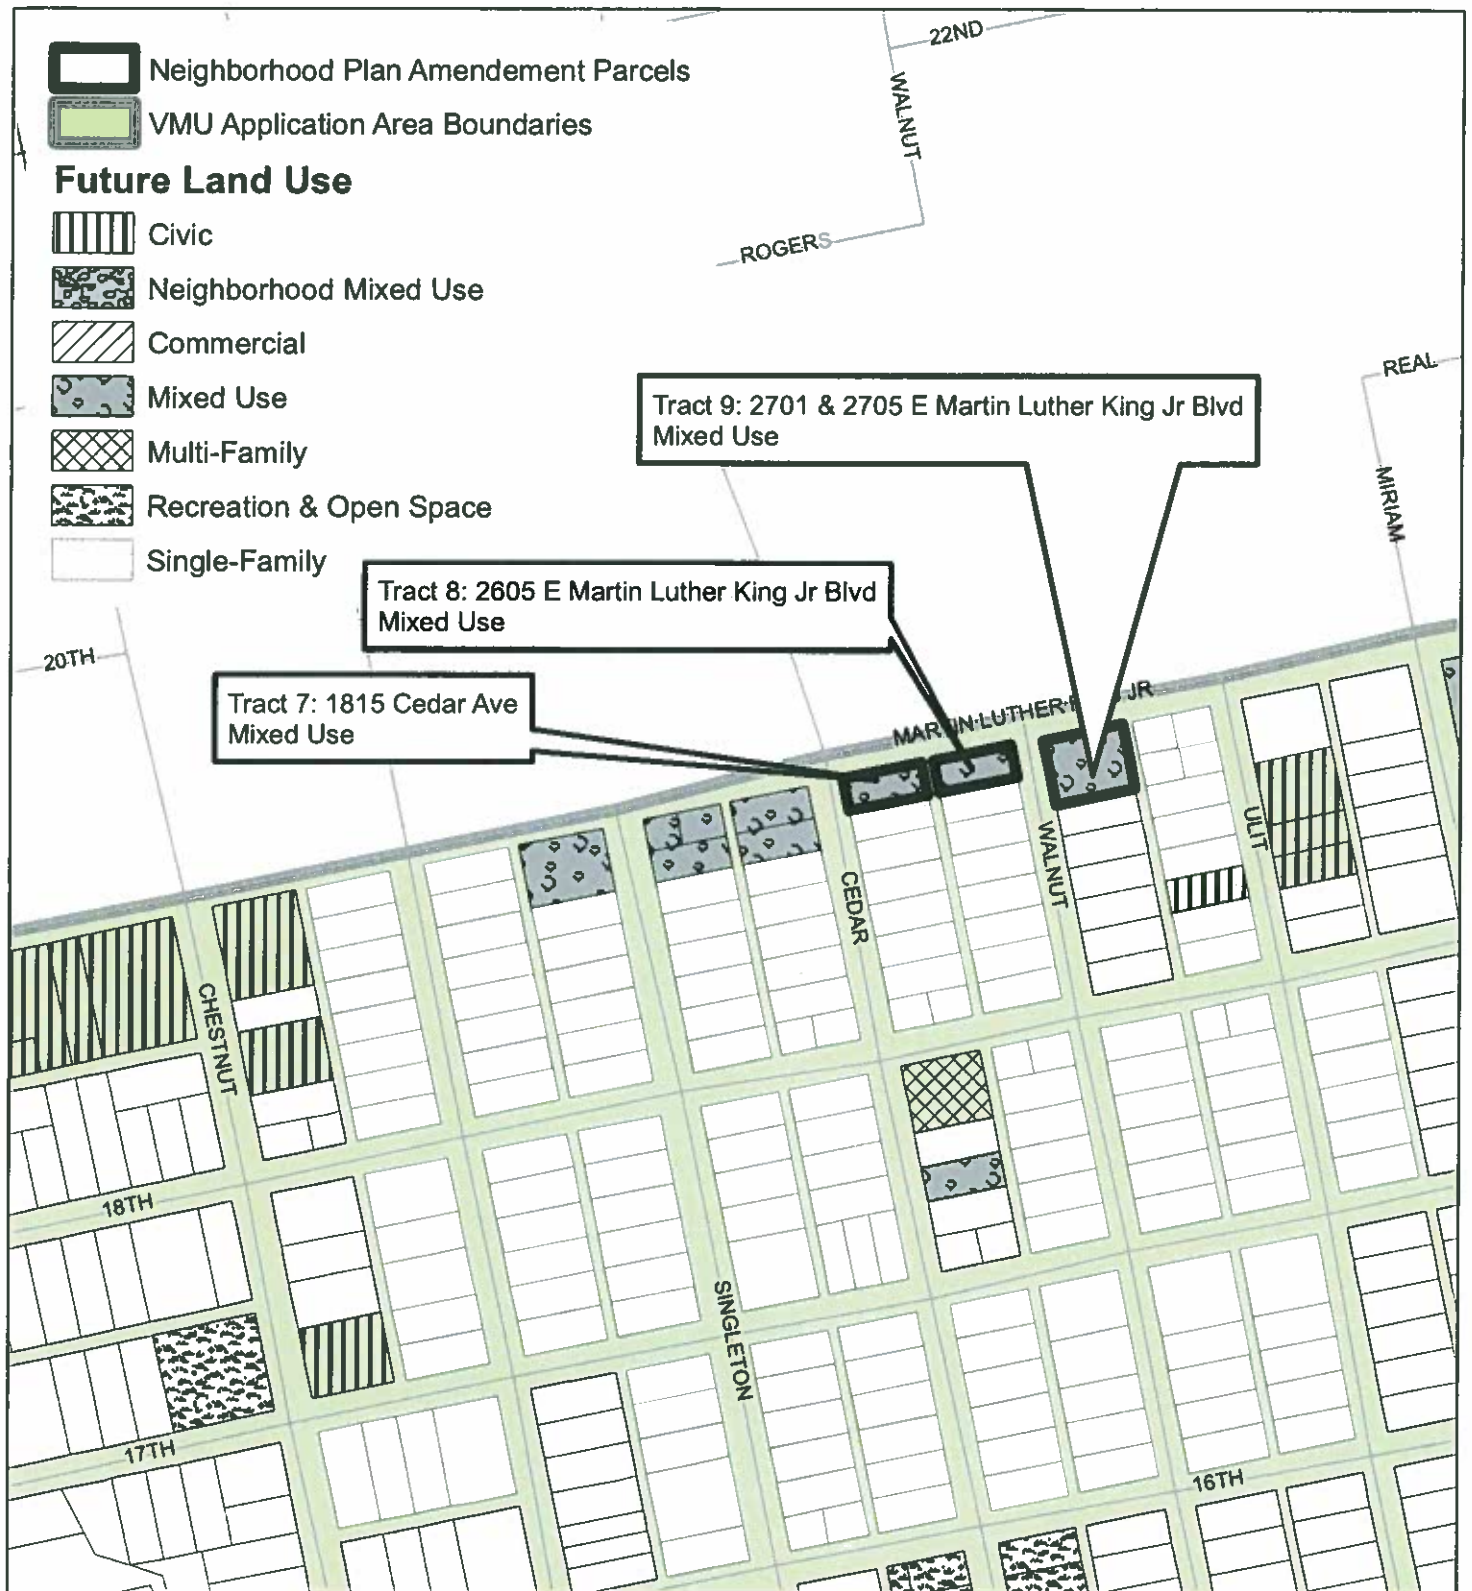 Neighborhood Plan Amendement Parcels
VMU Application Area Boundaries
Future Land Use
Civic
Neighborhood Mixed Use
Commercial
Mixed Use
Multi-Family
Recreation & Open Space
Single-Family
22ND
WALNUT
ROGERS
REAL
MIRIAM
Tract 9: 2701 & 2705 E Martin Luther King Jr Blvd
Mixed Use
Tract 8: 2605 E Martin Luther King Jr Blvd
Mixed Use
20TH
Tract 7: 1815 Cedar Ave
Mixed Use
JR
CEDAR
WALNUT
ULIT
CHESTNUT
18TH
SINGLETON
17TH
16TH